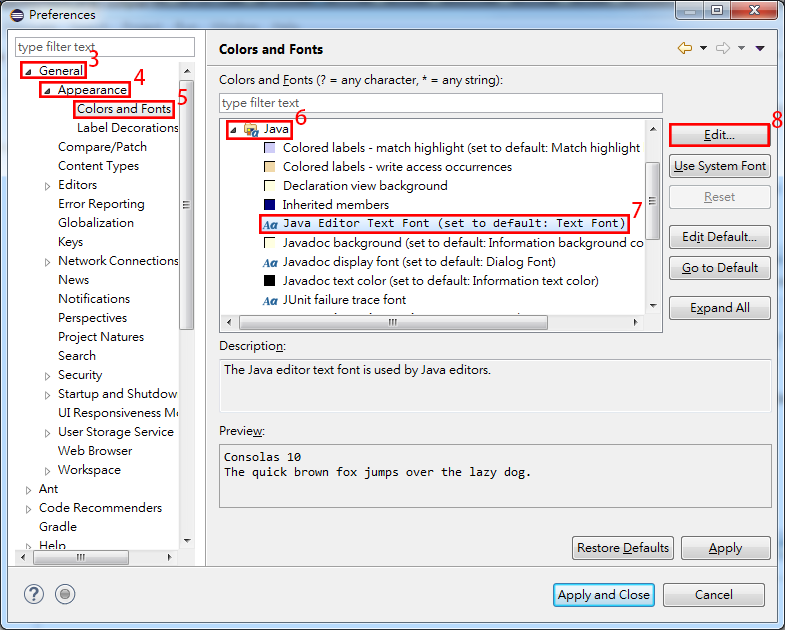 Preferences
type filter text
3
General
4
Appearance
5
Colors and Fonts
Label Decorations
Compare/Patch
Content Types
Editors
Error Reporting
Globalization
Keys
Network Connections
News
Notifications
Perspectives
Project Natures
Search
Security
Startup and Shutdow
UI Responsiveness Mo
User Storage Service
Web Browser
Workspace
Ant
Code Recommenders
Gradle
Help
Colors and Fonts
Colors and Fonts (? = any character, * = any string):
type filter text
6
Java
Colored labels - match highlight (set to default: Match highlight
Colored labels - write access occurrences
Declaration view background
Inherited members
7
Java Editor Text Font (set to default: Text Font)
Javadoc background (set to default: Information background co
Javadoc display font (set to default: Dialog Font)
Javadoc text color (set to default: Information text color)
JUnit failure trace font
8
Edit...
Use System Font
Reset
Edit Default...
Go to Default
Expand All
Description:
The Java editor text font is used by Java editors.
Preview:
Consolas 10
The quick brown fox jumps over the lazy dog.
Restore Defaults
Apply
Apply and Close
Cancel